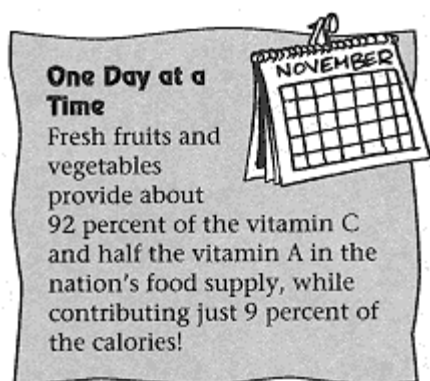 NOVEMBER
One Day at a
Time
Fresh fruits and
vegetables
provide about
92 percent of the vitamin C
and half the vitamin A in the
nation's food supply, while
contributing just 9 percent of
the calories!